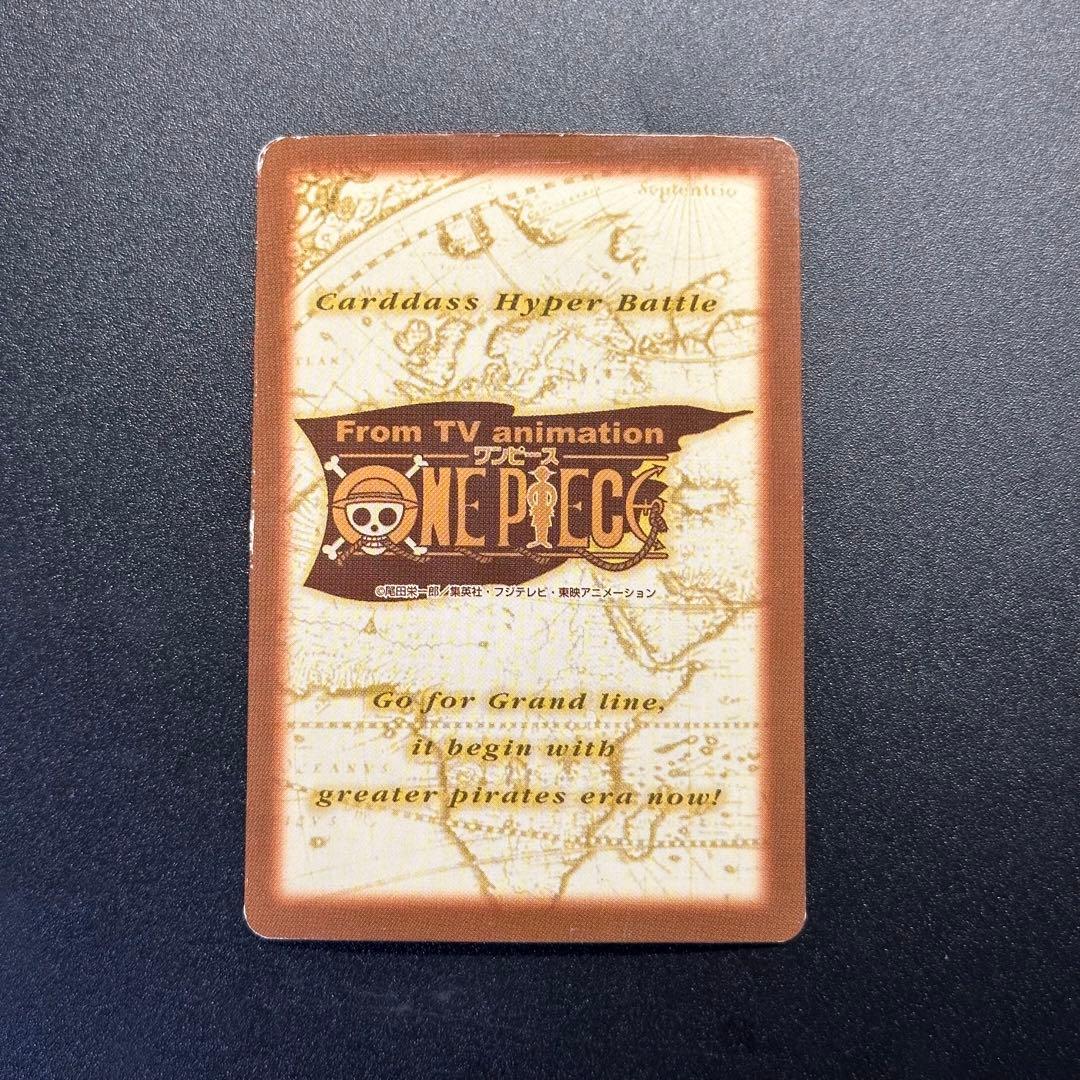 Septentrio
Carddass Hyper Battle
From TV animation
ワンピース
ONE PIECE
©尾田栄一郎/集英社・フジテレビ・東映アニメーション
Go for Grand line,
it begin with
greater pirates era now!